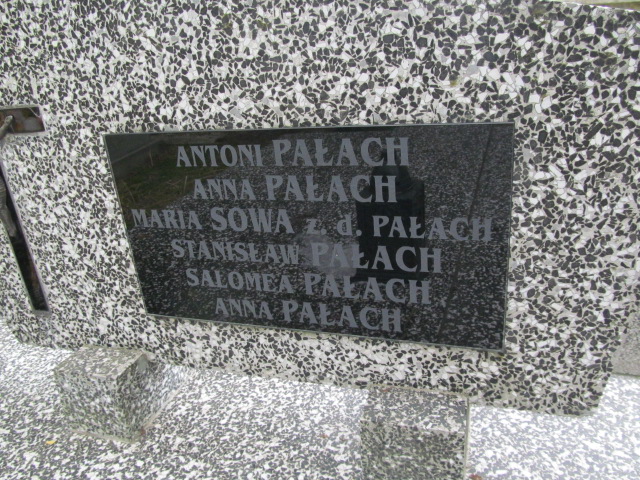 ANTONI PAŁACH
ANNA PAŁACH
MARIA SOWA z. d. PAŁACH
STANISŁAW PAŁACH
SALOMEA PAŁACH
ANNA PAŁACH